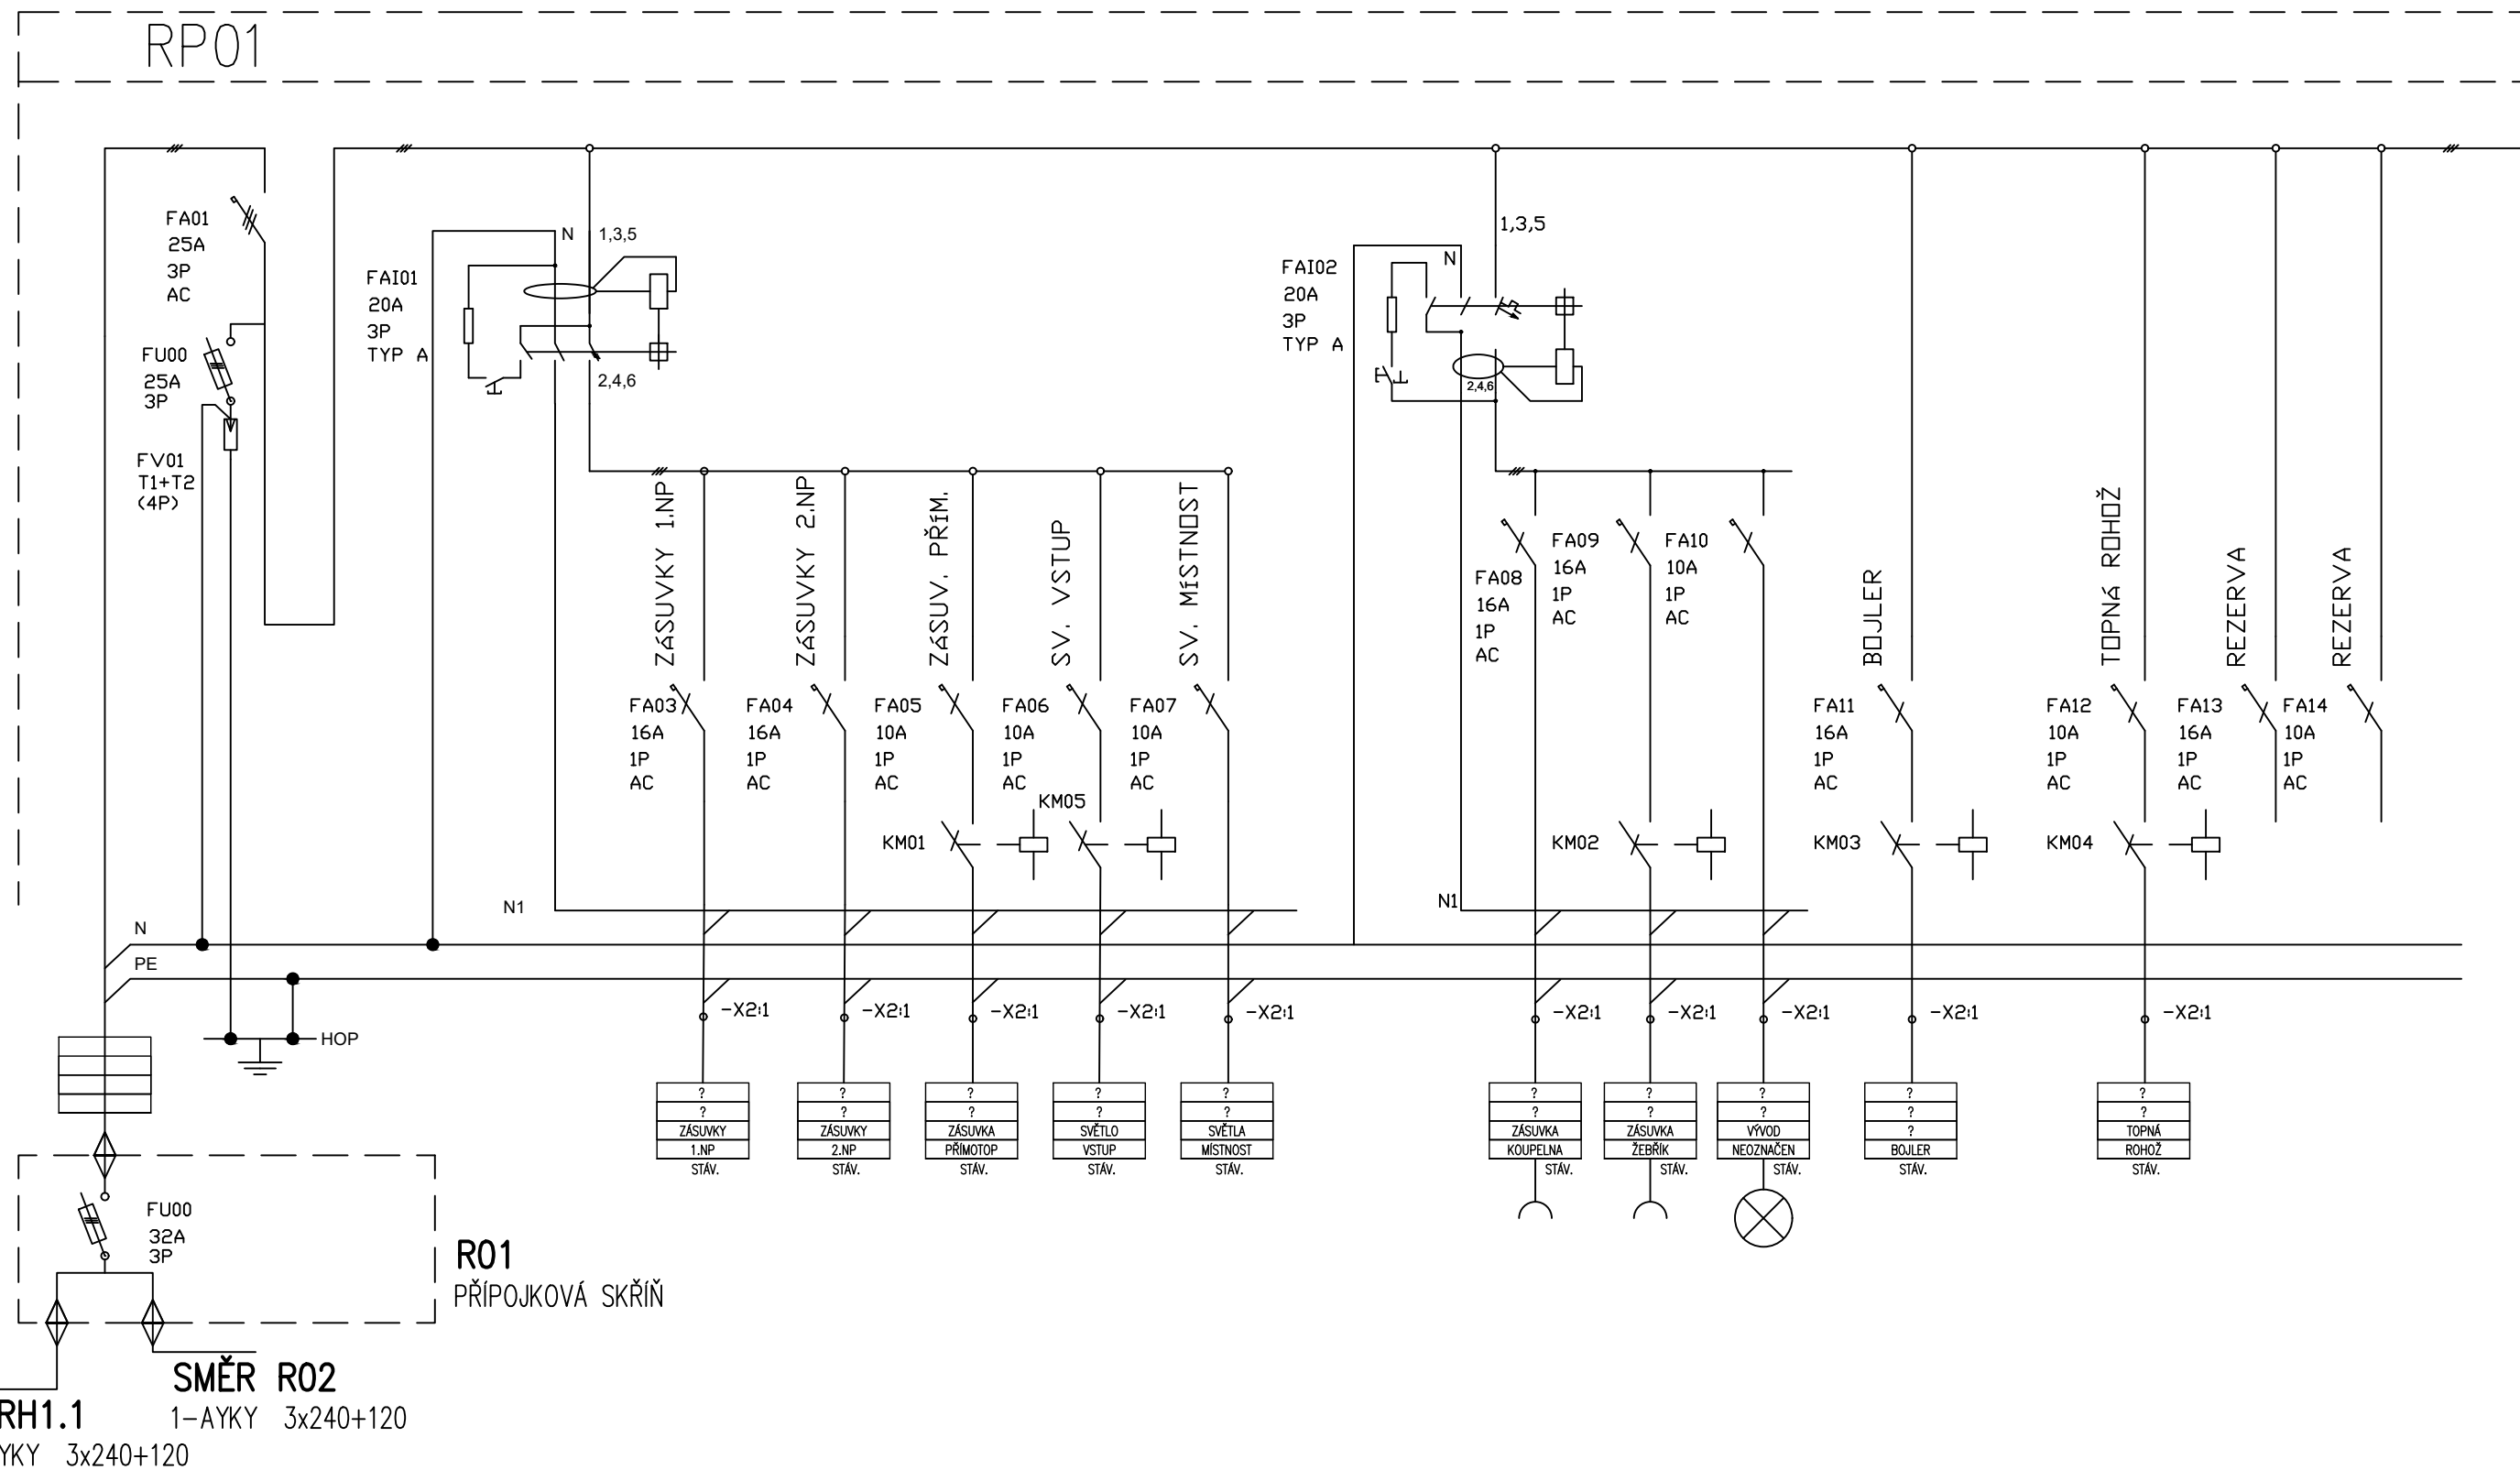 RP01
FA01
25A
3P
AC
FU00
25A
3P
FV01
T1+T2
(4P)
FAI01
20A
3P
TYP A
N
1,3,5
2,4,6
FAI02
20A
3P
TYP A
N
1,3,5
2,4,6
ZÁSUVKY 1.NP
ZÁSUVKY 2.NP
ZÁSUV. PŘÍM.
SV. VSTUP
SV. MÍSTNOST
BOJLER
TOPNÁ ROHOŽ
REZERVA
REZERVA
FA03
16A
1P
AC
FA04
16A
1P
AC
FA05
10A
1P
AC
FA06
10A
1P
AC
FA07
10A
1P
AC
FA08
16A
1P
AC
FA09
16A
1P
AC
FA10
10A
1P
AC
FA11
16A
1P
AC
FA12
10A
1P
AC
FA13
16A
1P
AC
FA14
10A
1P
AC
KM01
KM05
KM02
KM03
KM04
N1
N1
N
PE
HOP
-X2:1
-X2:1
-X2:1
-X2:1
-X2:1
-X2:1
-X2:1
-X2:1
-X2:1
-X2:1
?
?
ZÁSUVKY
1.NP
STÁV.
?
?
ZÁSUVKY
2.NP
STÁV.
?
?
ZÁSUVKA
PŘÍMOTOP
STÁV.
?
?
SVĚTLO
VSTUP
STÁV.
?
?
SVĚTLA
MÍSTNOST
STÁV.
?
?
ZÁSUVKA
KOUPELNA
STÁV.
?
?
ZÁSUVKA
ŽEBŘÍK
STÁV.
?
?
VÝVOD
NEOZNAČEN
STÁV.
?
?
?
BOJLER
STÁV.
?
?
TOPNÁ
ROHOŽ
STÁV.
FU00
32A
3P
R01
PŘÍPOJKOVÁ SKŘÍŇ
SMĚR R02
1-AYKY 3x240+120
RH1.1
YKY 3x240+120